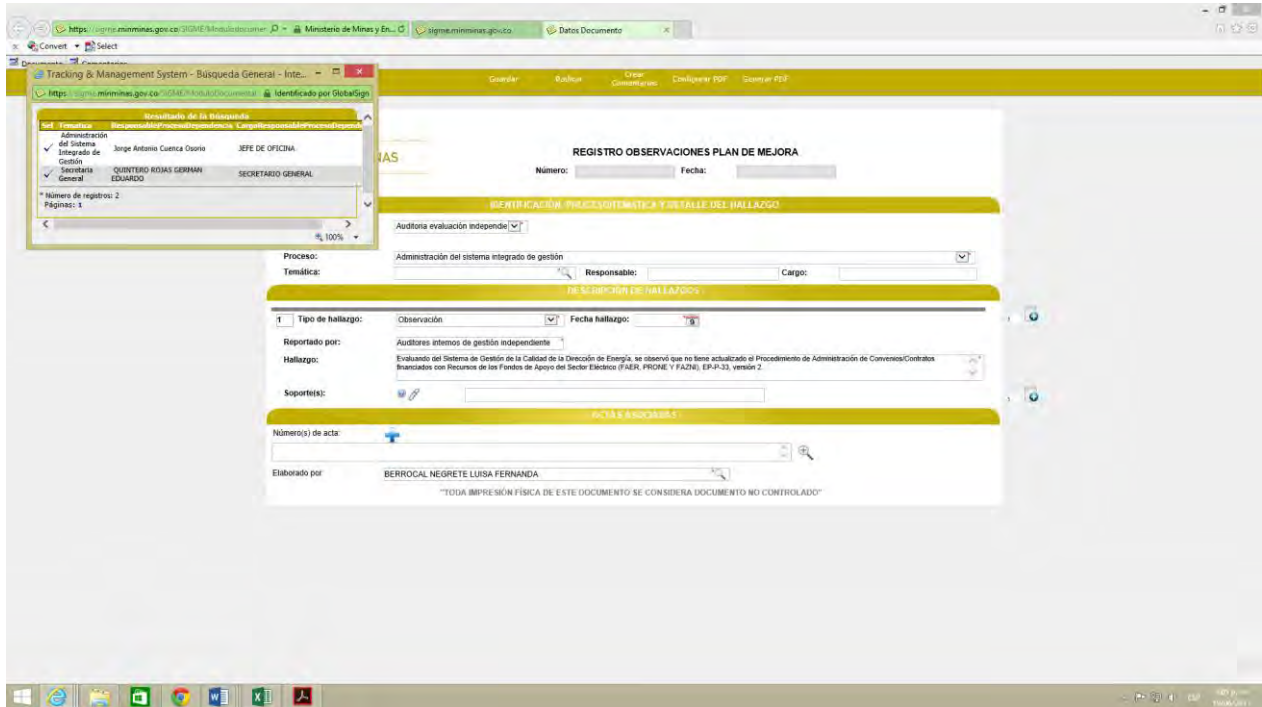 https://sigme.minminas.gov.co/SIGME/ModuloDocumen
Ministerio de Minas y En...
sigme.minminas.gov.co
Datos Documento
Convert
Select
Documento
Comentarios
Tracking & Management System - Búsqueda General - Inte...
https://sigme.minminas.gov.co/SIGME/ModuloDocumental
Identificado por GlobalSign
Guardar
Radicar
Crear Comentarios
Configurar PDF
Generar PDF
Resultado de la Búsqueda
Sel Tematica ResponsableProcesoDependencia CargoResponsableProcesoDepende
Administración del Sistema Integrado de Gestión
Jorge Antonio Cuenca Osorio
JEFE DE OFICINA
Secretaria General
QUINTERO ROJAS GERMAN EDUARDO
SECRETARIO GENERAL
* Número de registros: 2
Páginas: 1
100%
NAS
REGISTRO OBSERVACIONES PLAN DE MEJORA
Número:
Fecha:
IDENTIFICACIÓN, PROCESO/TEMÁTICA Y DETALLE DEL HALLAZGO
Auditoria evaluación independie
Proceso:
Administración del sistema integrado de gestión
Temática:
Responsable:
Cargo:
DESCRIPCIÓN DE HALLAZGOS
1 Tipo de hallazgo:
Observación
Fecha hallazgo:
Reportado por:
Auditores internos de gestión independiente
Hallazgo:
Evaluando del Sistema de Gestión de la Calidad de la Dirección de Energía, se observó que no tiene actualizado el Procedimiento de Administración de Convenios/Contratos
financiados con Recursos de los Fondos de Apoyo del Sector Eléctrico (FAER, PRONE Y FAZNI), EP-P-33, versión 2.
Soporte(s):
ACTAS ASOCIADAS
Número(s) de acta:
Elaborado por
BERROCAL NEGRETE LUISA FERNANDA
"TODA IMPRESIÓN FÍSICA DE ESTE DOCUMENTO SE CONSIDERA DOCUMENTO NO CONTROLADO"